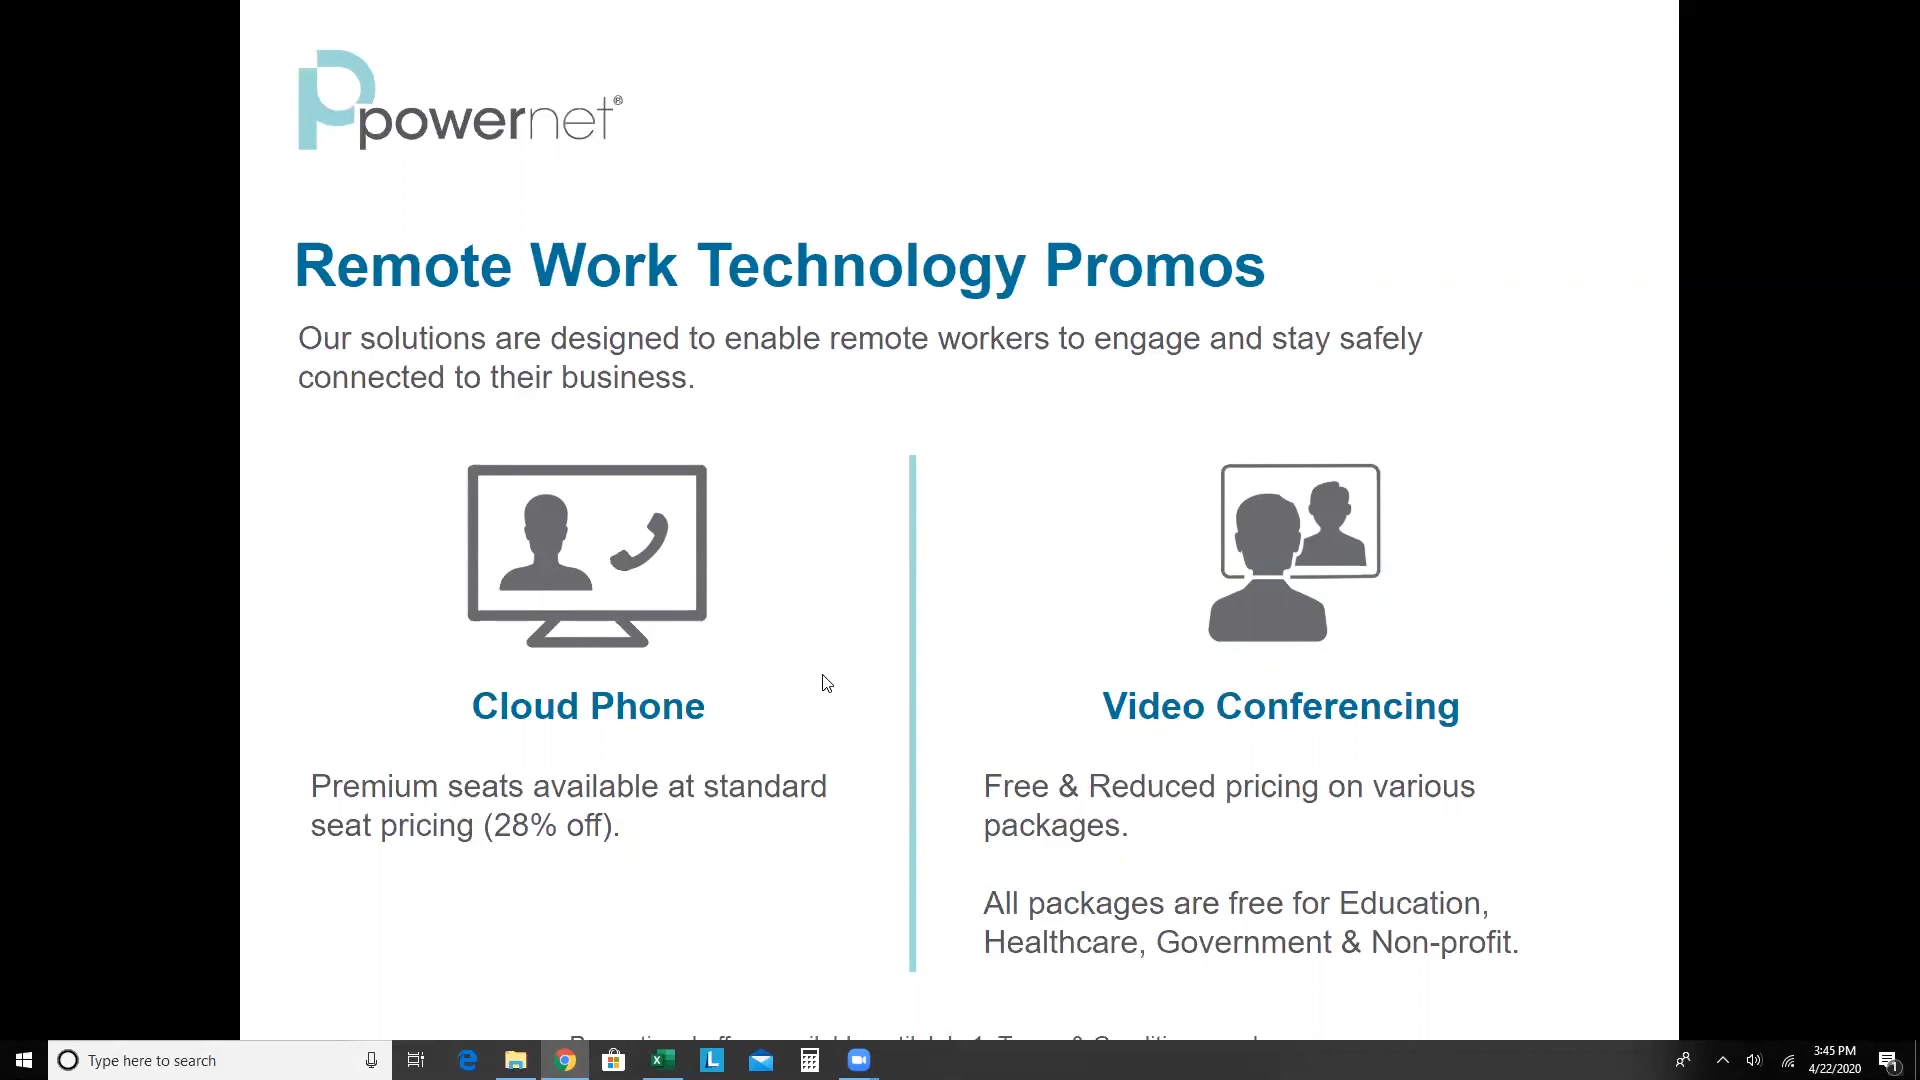 powernet®
Remote Work Technology Promos
Our solutions are designed to enable remote workers to engage and stay safely
connected to their business.
Cloud Phone
Premium seats available at standard
seat pricing (28% off).
Video Conferencing
Free & Reduced pricing on various
packages.
All packages are free for Education,
Healthcare, Government & Non-profit.
Type here to search
L
3:45 PM
4/22/2020
1